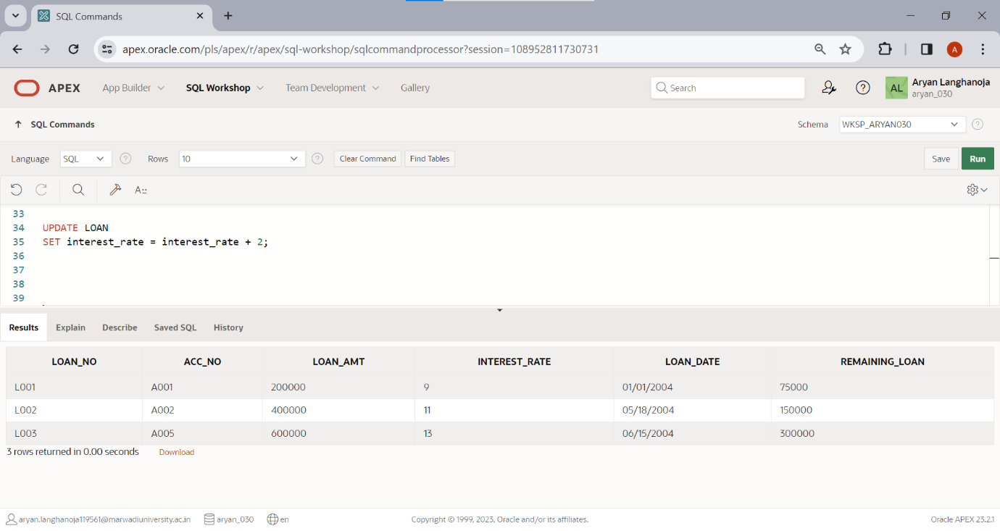 SQL Commands
apex.oracle.com/pls/apex/r/apex/sql-workshop/sqlcommandprocessor?session=108952811730731
A
APEX App Builder SQL Workshop Team Development Gallery Search AL Aryan Langhanoja
aryan_030
SQL Commands Schema WKSP_ARYAN030
Language SQL Rows 10 Clear Command Find Tables Save Run
A::
33
34 UPDATE LOAN
35 SET interest_rate = interest_rate + 2;
36
37
38
39
Results Explain Describe Saved SQL History
LOAN_NO ACC_NO LOAN_AMT INTEREST_RATE LOAN_DATE REMAINING_LOAN
L001 A001 200000 9 01/01/2004 75000
L002 A002 400000 11 05/18/2004 150000
L003 A005 600000 13 06/15/2004 300000
3 rows returned in 0.00 seconds Download
aryan.langhanoja119561@marwadiuniversity.ac.in aryan_030 en Copyright © 1999, 2023, Oracle and/or its affiliates. Oracle APEX 23.2.1